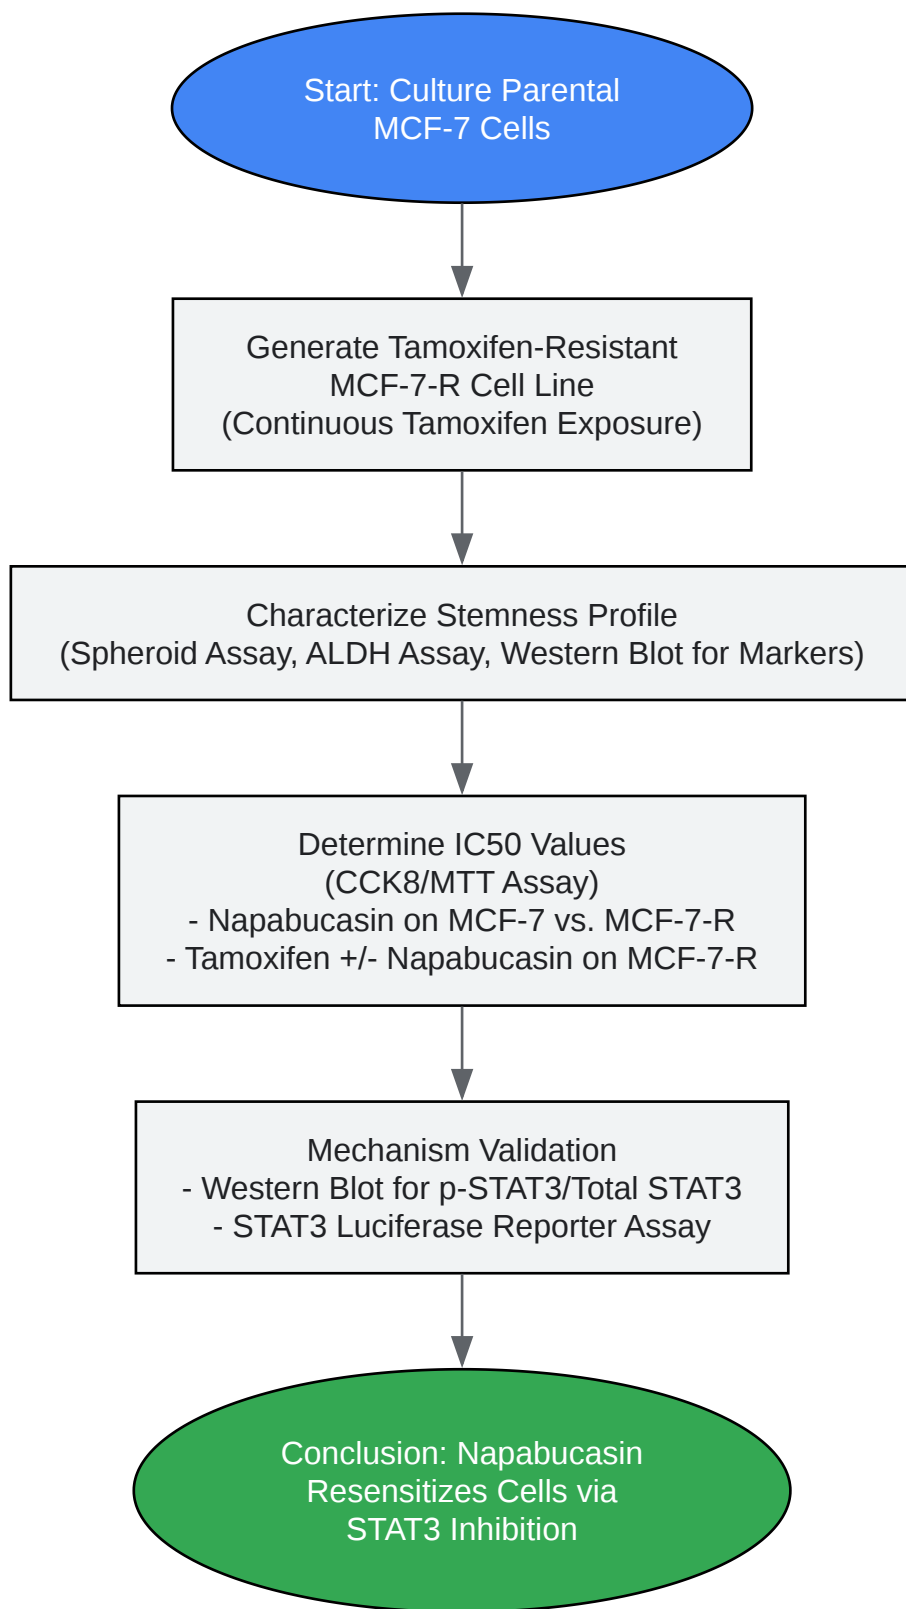 Start: Culture Parental
MCF-7 Cells
Generate Tamoxifen-Resistant
MCF-7-R Cell Line
(Continuous Tamoxifen Exposure)
Characterize Stemness Profile
(Spheroid Assay, ALDH Assay, Western Blot for Markers)
Determine IC50 Values
(CCK8/MTT Assay)
- Napabucasin on MCF-7 vs. MCF-7-R
- Tamoxifen +/- Napabucasin on MCF-7-R
Mechanism Validation
- Western Blot for p-STAT3/Total STAT3
- STAT3 Luciferase Reporter Assay
Conclusion: Napabucasin
Resensitizes Cells via
STAT3 Inhibition